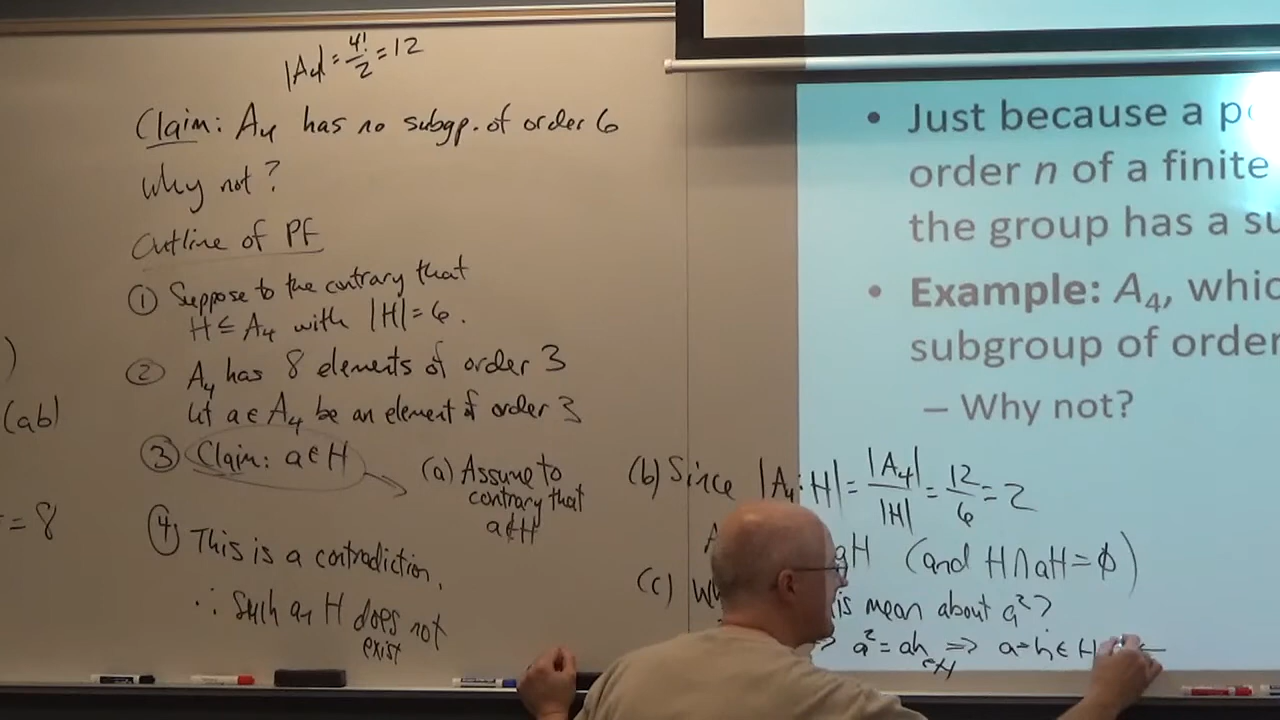 |A₄| = 4!/2 = 12
Claim: A₄ has no subgp. of order 6
Why not?
Outline of PF
① Suppose to the contrary that
H ≤ A₄ with |H| = 6.
② A₄ has 8 elements of order 3
Let a ∈ A₄ be an element of order 3
③ Claim: a ∈ H
④ This is a contradiction.
∴ such an H does not
exist
)
(ab)
= 8
(a) Assume to
contrary that
a ∉ H
(b) Since |A₄ : H| = |A₄|/|H| = 12/6 = 2
aH (and H ∩ aH = ∅)
(c)
mean about a²?
a² = ah ⇒ a = h ∈ H
∈H
• Just because a
order n of a finite
the group has a
• Example: A₄,
subgroup of
– Why not?